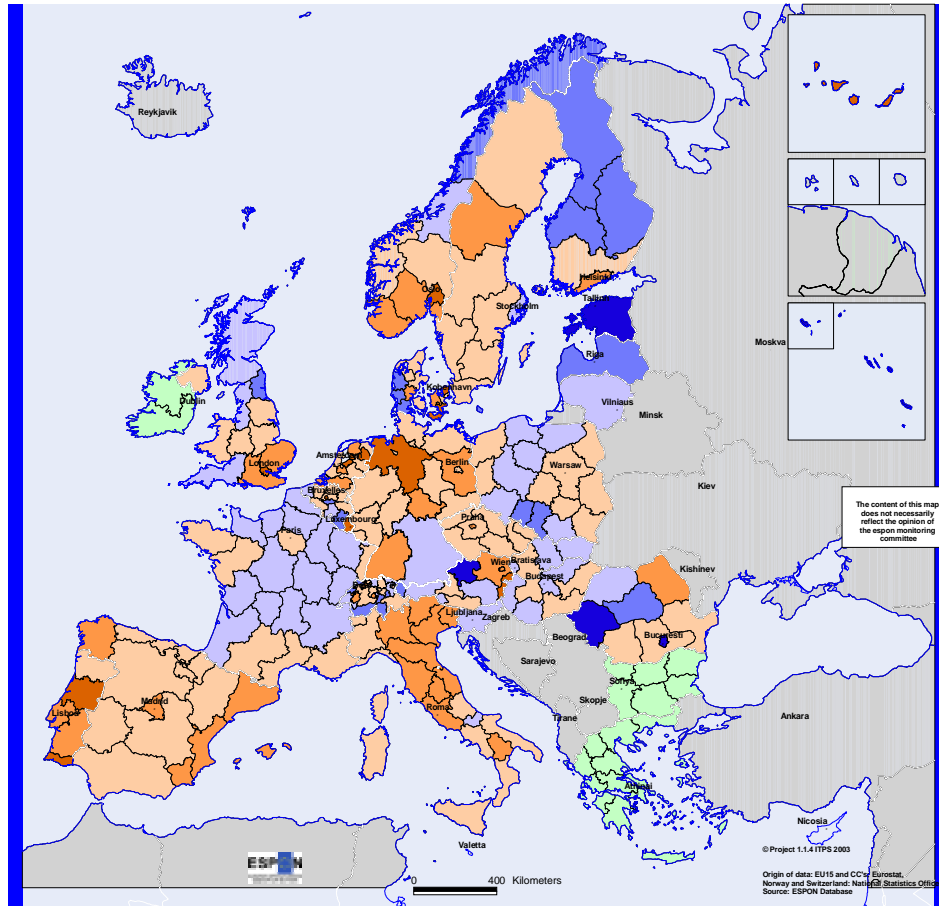 Reykjavik
Helsinki
Oslo
Tallinn
Stockholm
Moskva
Riga
København
Dublin
Vilniaus
Minsk
Amsterdam
London
Berlin
Warsaw
Kiev
Bruxelles
The content of this map
does not necessarily
reflect the opinion of
the espon monitoring
committee
Luxembourg
Praha
Paris
Kishinev
Wien
Bratislava
Budapest
Ljubljana
Zagreb
Beograd
Bucuresti
Sarajevo
Sofiya
Madrid
Roma
Skopje
Lisboa
Tirane
Ankara
Athinai
Nicosia
Valetta
© Project 1.1.4 ITPS 2003
ESPON
0 400 Kilometers
Origin of data: EU15 and CC's: Eurostat,
Norway and Switzerland: National Statistics Offic
Source: ESPON Database